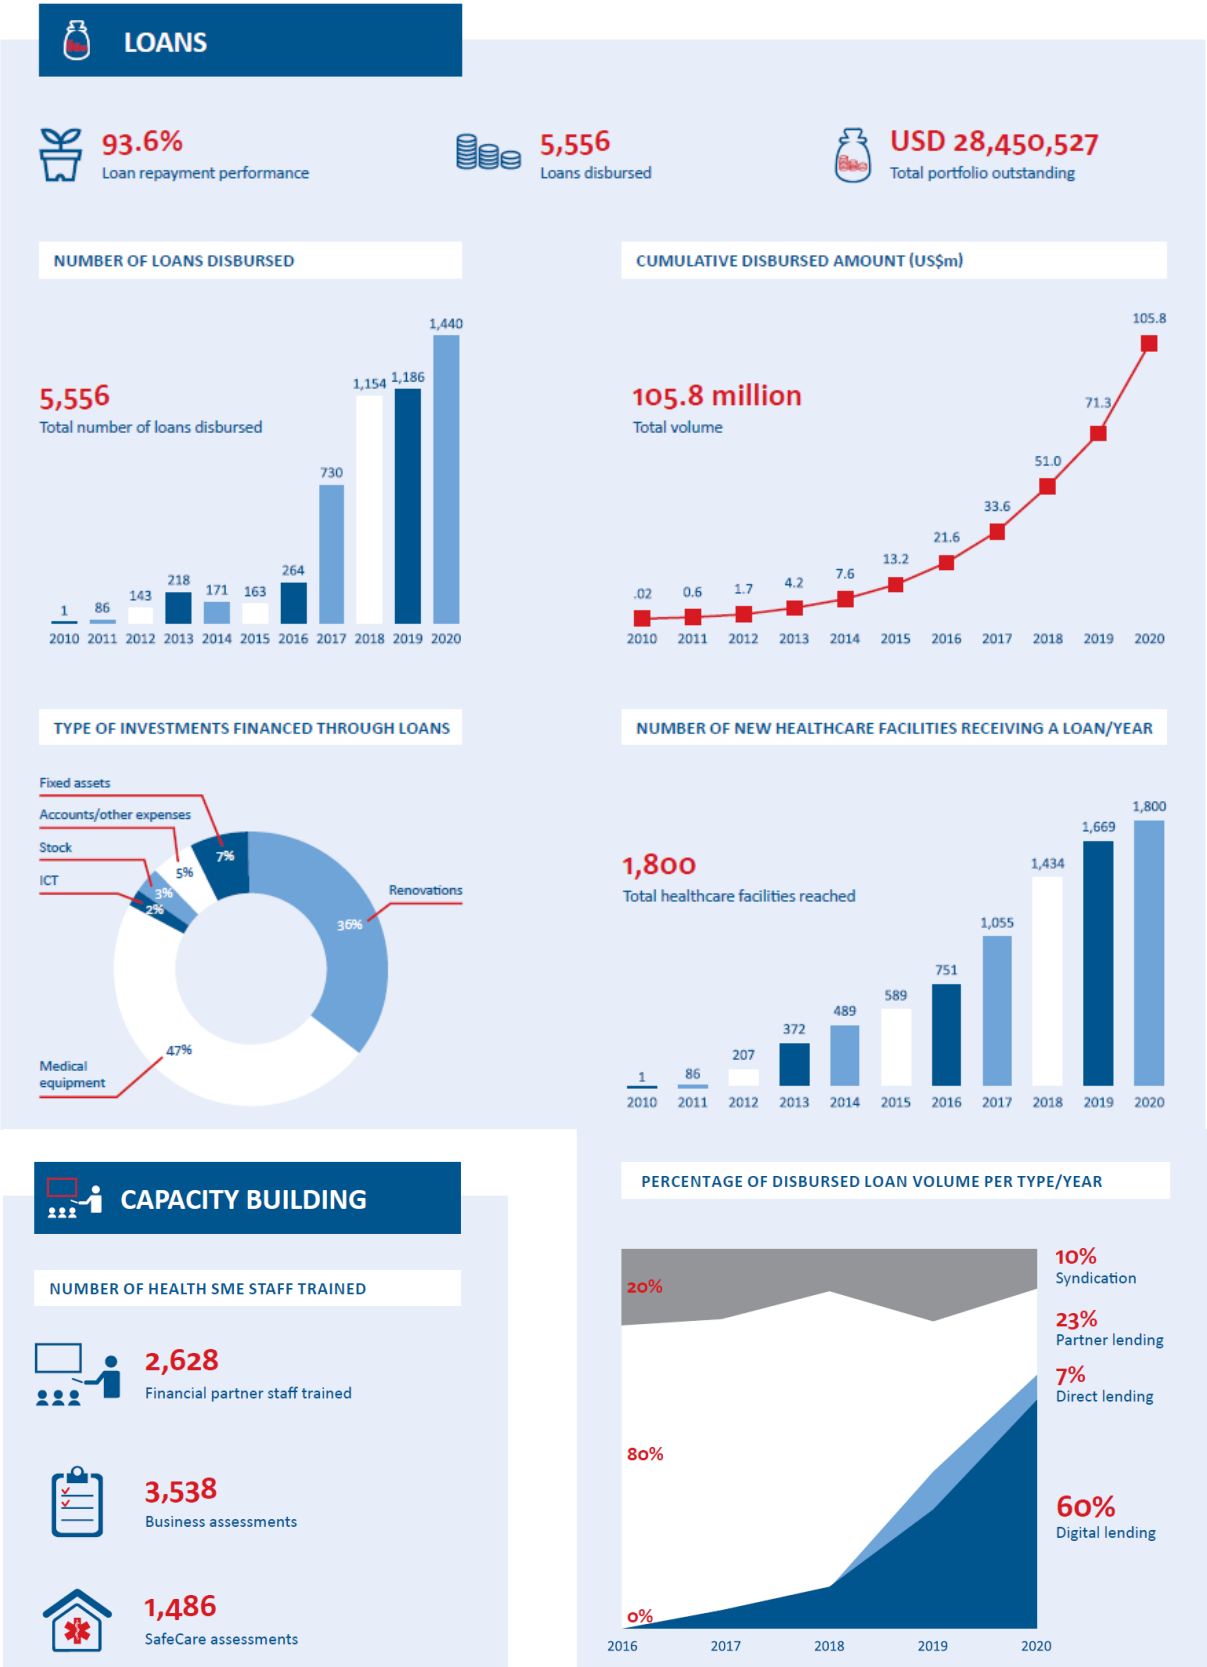 LOANS
93.6%
Loan repayment performance
5,556
Loans disbursed
USD 28,450,527
Total portfolio outstanding
NUMBER OF LOANS DISBURSED
5,556
Total number of loans disbursed
1 86 143 218 171 163 264 730 1,154 1,186 1,440
2010 2011 2012 2013 2014 2015 2016 2017 2018 2019 2020
CUMULATIVE DISBURSED AMOUNT (US$m)
105.8 million
Total volume
.02 0.6 1.7 4.2 7.6 13.2 21.6 33.6 51.0 71.3 105.8
2010 2011 2012 2013 2014 2015 2016 2017 2018 2019 2020
TYPE OF INVESTMENTS FINANCED THROUGH LOANS
Fixed assets
7%
Accounts/other expenses
5%
Stock
3%
ICT
2%
Renovations
36%
47%
Medical
equipment
NUMBER OF NEW HEALTHCARE FACILITIES RECEIVING A LOAN/YEAR
1,800
Total healthcare facilities reached
1 86 207 372 489 589 751 1,055 1,434 1,669 1,800
2010 2011 2012 2013 2014 2015 2016 2017 2018 2019 2020
CAPACITY BUILDING
NUMBER OF HEALTH SME STAFF TRAINED
2,628
Financial partner staff trained
3,538
Business assessments
1,486
SafeCare assessments
PERCENTAGE OF DISBURSED LOAN VOLUME PER TYPE/YEAR
20%
80%
0%
10%
Syndication
23%
Partner lending
7%
Direct lending
60%
Digital lending
2016 2017 2018 2019 2020